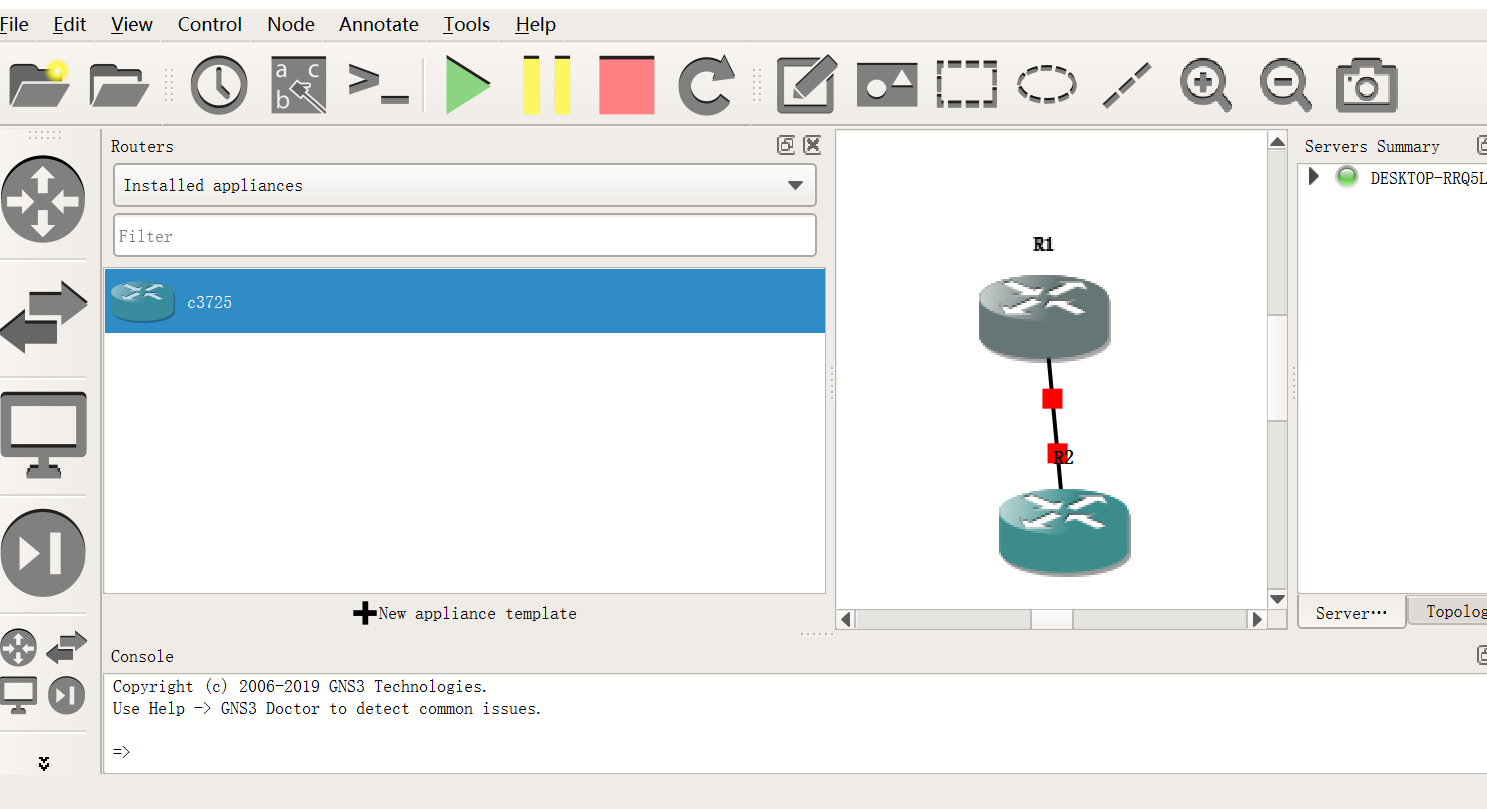 File Edit View Control Node Annotate Tools Help
a c
b
Routers
Installed appliances
Filter
c3725
New appliance template
R1
R2
Servers Summary
DESKTOP-RRQ5L
Server… Topolog
Console
Copyright (c) 2006-2019 GNS3 Technologies.
Use Help -> GNS3 Doctor to detect common issues.
=>